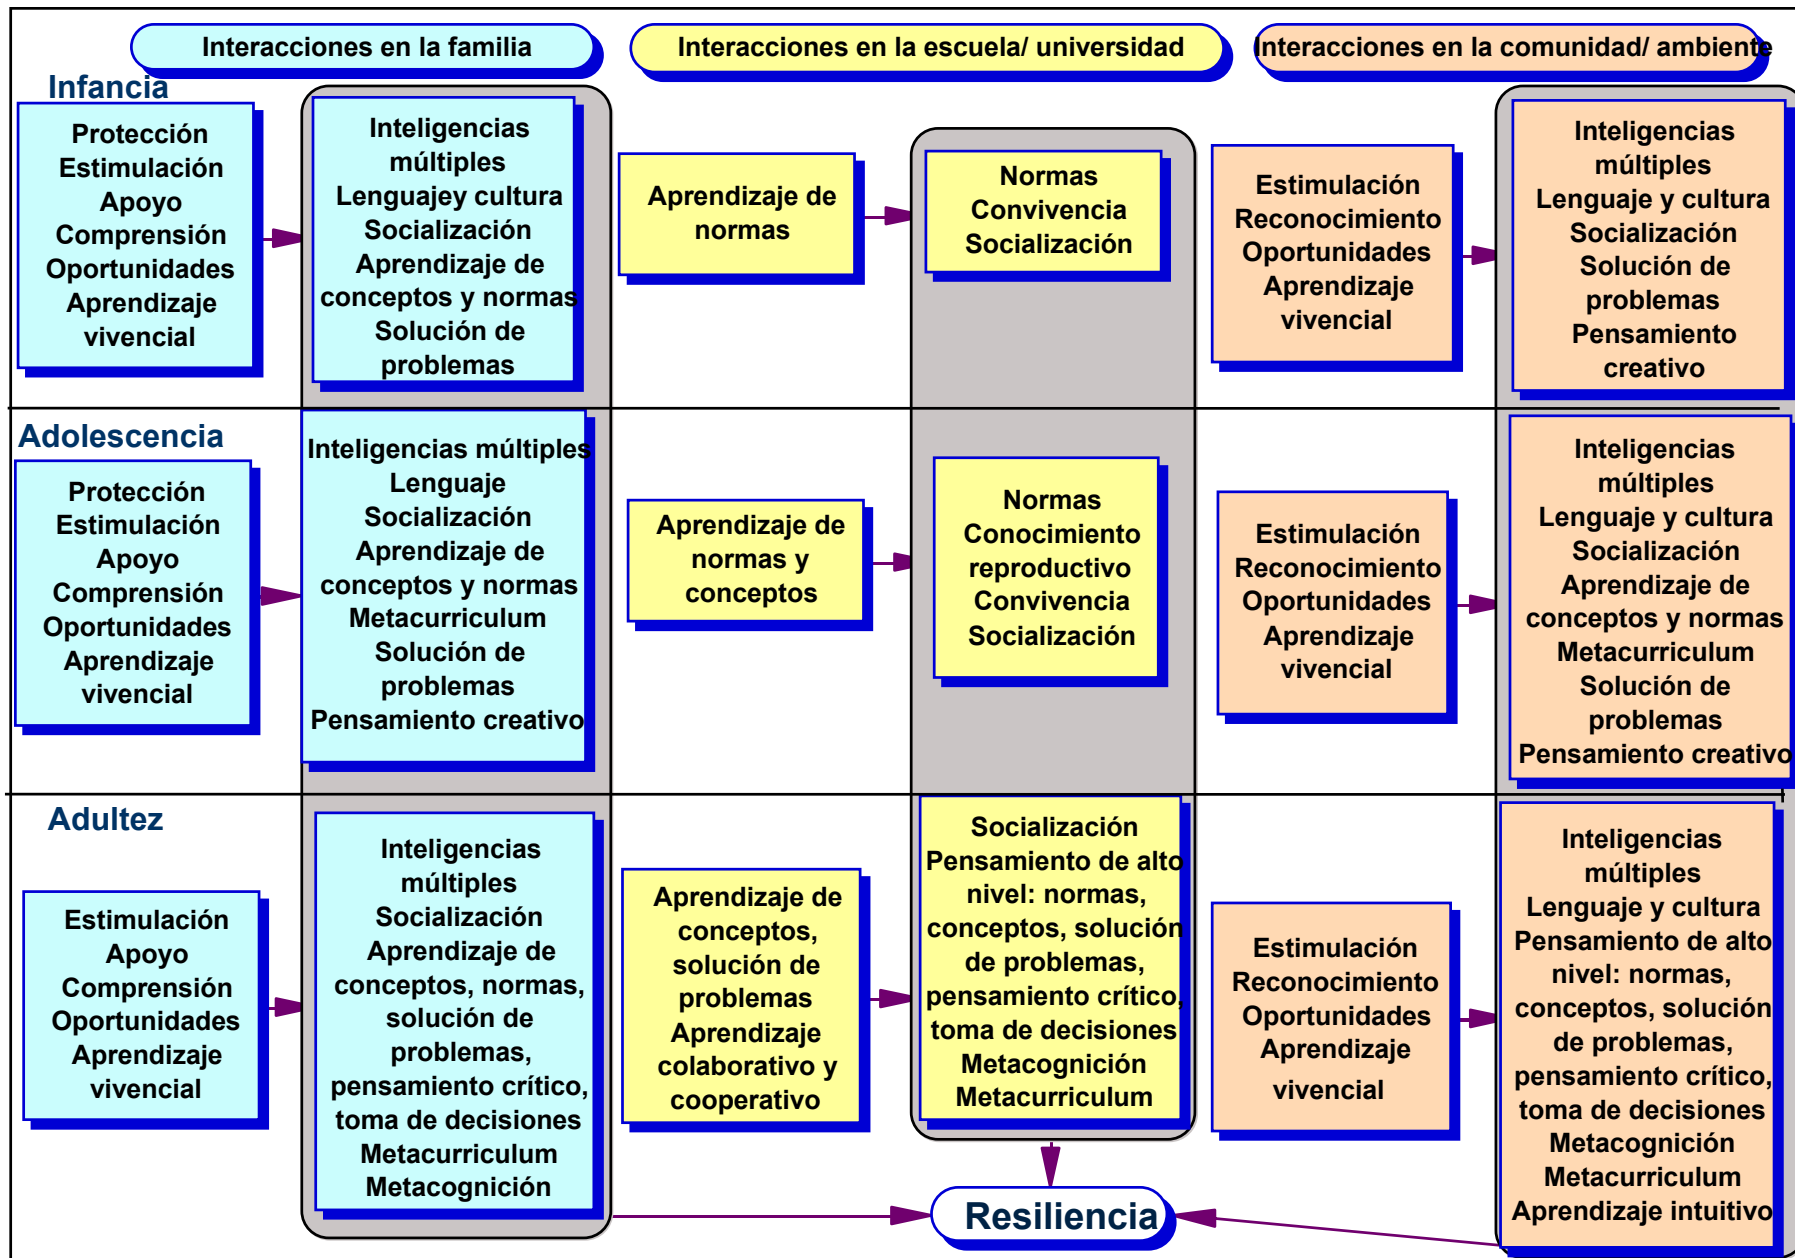 Interacciones en la familia
Interacciones en la escuela/ universidad
Interacciones en la comunidad/ ambiente
Infancia
Protección
Estimulación
Apoyo
Comprensión
Oportunidades
Aprendizaje
vivencial
Inteligencias
múltiples
Lenguajey cultura
Socialización
Aprendizaje de
conceptos y normas
Solución de
problemas
Aprendizaje de
normas
Normas
Convivencia
Socialización
Estimulación
Reconocimiento
Oportunidades
Aprendizaje
vivencial
Inteligencias
múltiples
Lenguaje y cultura
Socialización
Solución de
problemas
Pensamiento
creativo
Adolescencia
Protección
Estimulación
Apoyo
Comprensión
Oportunidades
Aprendizaje
vivencial
Inteligencias múltiples
Lenguaje
Socialización
Aprendizaje de
conceptos y normas
Metacurriculum
Solución de
problemas
Pensamiento creativo
Aprendizaje de
normas y
conceptos
Normas
Conocimiento
reproductivo
Convivencia
Socialización
Estimulación
Reconocimiento
Oportunidades
Aprendizaje
vivencial
Inteligencias
múltiples
Lenguaje y cultura
Socialización
Aprendizaje de
conceptos y normas
Metacurriculum
Solución de
problemas
Pensamiento creativo
Adultez
Estimulación
Apoyo
Comprensión
Oportunidades
Aprendizaje
vivencial
Inteligencias
múltiples
Socialización
Aprendizaje de
conceptos, normas,
solución de
problemas,
pensamiento crítico,
toma de decisiones
Metacurriculum
Metacognición
Aprendizaje de
conceptos,
solución de
problemas
Aprendizaje
colaborativo y
cooperativo
Socialización
Pensamiento de alto
nivel: normas,
conceptos, solución
de problemas,
pensamiento crítico,
toma de decisiones
Metacognición
Metacurriculum
Estimulación
Reconocimiento
Oportunidades
Aprendizaje
vivencial
Inteligencias
múltiples
Lenguaje y cultura
Pensamiento de alto
nivel: normas,
conceptos, solución
de problemas,
pensamiento crítico,
toma de decisiones
Metacognición
Metacurriculum
Aprendizaje intuitivo
Resiliencia